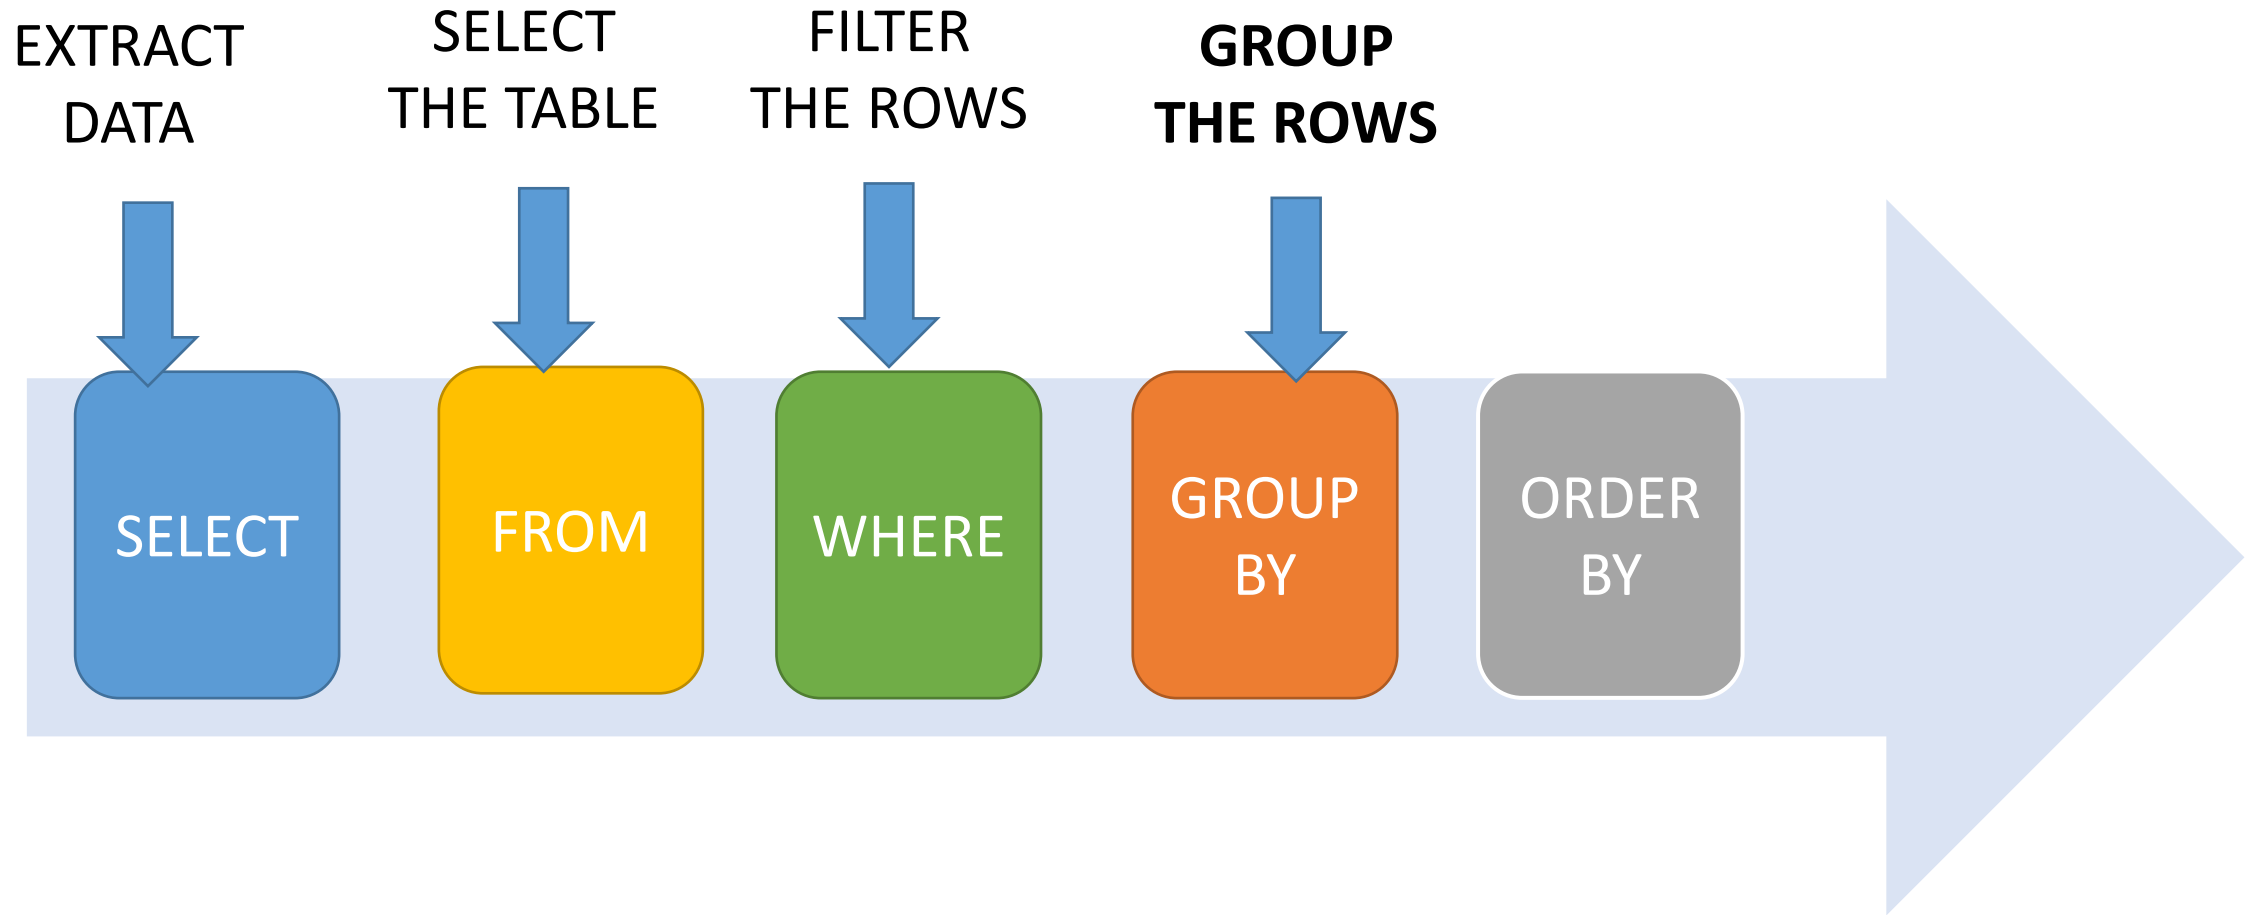 EXTRACT
DATA
SELECT
THE TABLE
FILTER
THE ROWS
GROUP
THE ROWS
SELECT
FROM
WHERE
GROUP
BY
ORDER
BY